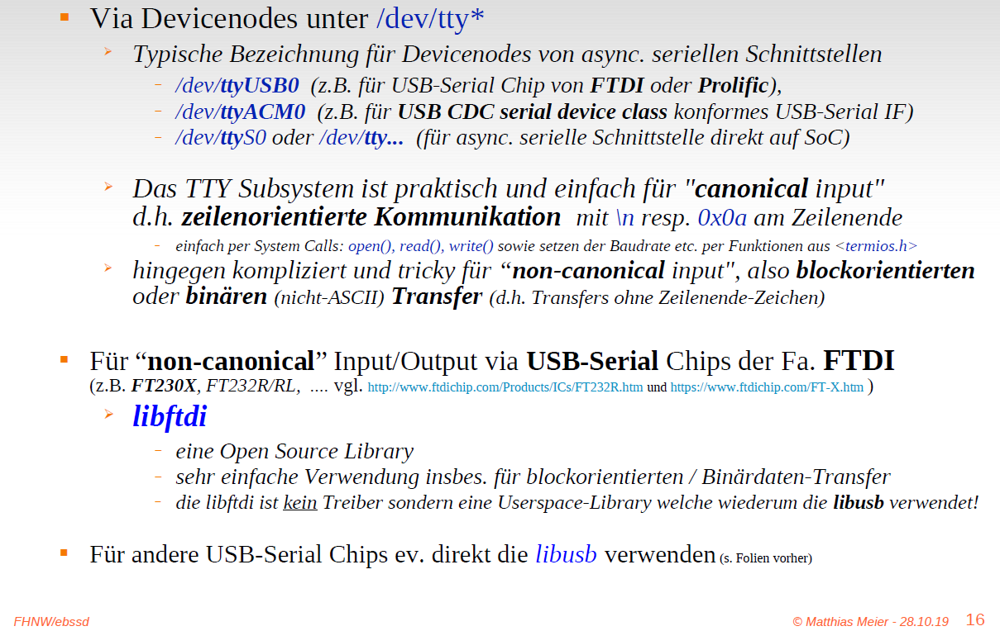 Via Devicenodes unter /dev/tty*
Typische Bezeichnung für Devicenodes von async. seriellen Schnittstellen
/dev/ttyUSB0 (z.B. für USB-Serial Chip von FTDI oder Prolific),
/dev/ttyACM0 (z.B. für USB CDC serial device class konformes USB-Serial IF)
/dev/ttyS0 oder /dev/tty... (für async. serielle Schnittstelle direkt auf SoC)
Das TTY Subsystem ist praktisch und einfach für "canonical input"
d.h. zeilenorientierte Kommunikation mit \n resp. 0x0a am Zeilenende
einfach per System Calls: open(), read(), write() sowie setzen der Baudrate etc. per Funktionen aus <termios.h>
hingegen kompliziert und tricky für “non-canonical input", also blockorientierten
oder binären (nicht-ASCII) Transfer (d.h. Transfers ohne Zeilenende-Zeichen)
Für “non-canonical” Input/Output via USB-Serial Chips der Fa. FTDI
(z.B. FT230X, FT232R/RL, .... vgl. http://www.ftdichip.com/Products/ICs/FT232R.htm und https://www.ftdichip.com/FT-X.htm )
libftdi
eine Open Source Library
sehr einfache Verwendung insbes. für blockorientierten / Binärdaten-Transfer
die libftdi ist kein Treiber sondern eine Userspace-Library welche wiederum die libusb verwendet!
Für andere USB-Serial Chips ev. direkt die libusb verwenden (s. Folien vorher)
FHNW/ebssd
© Matthias Meier - 28.10.19 16